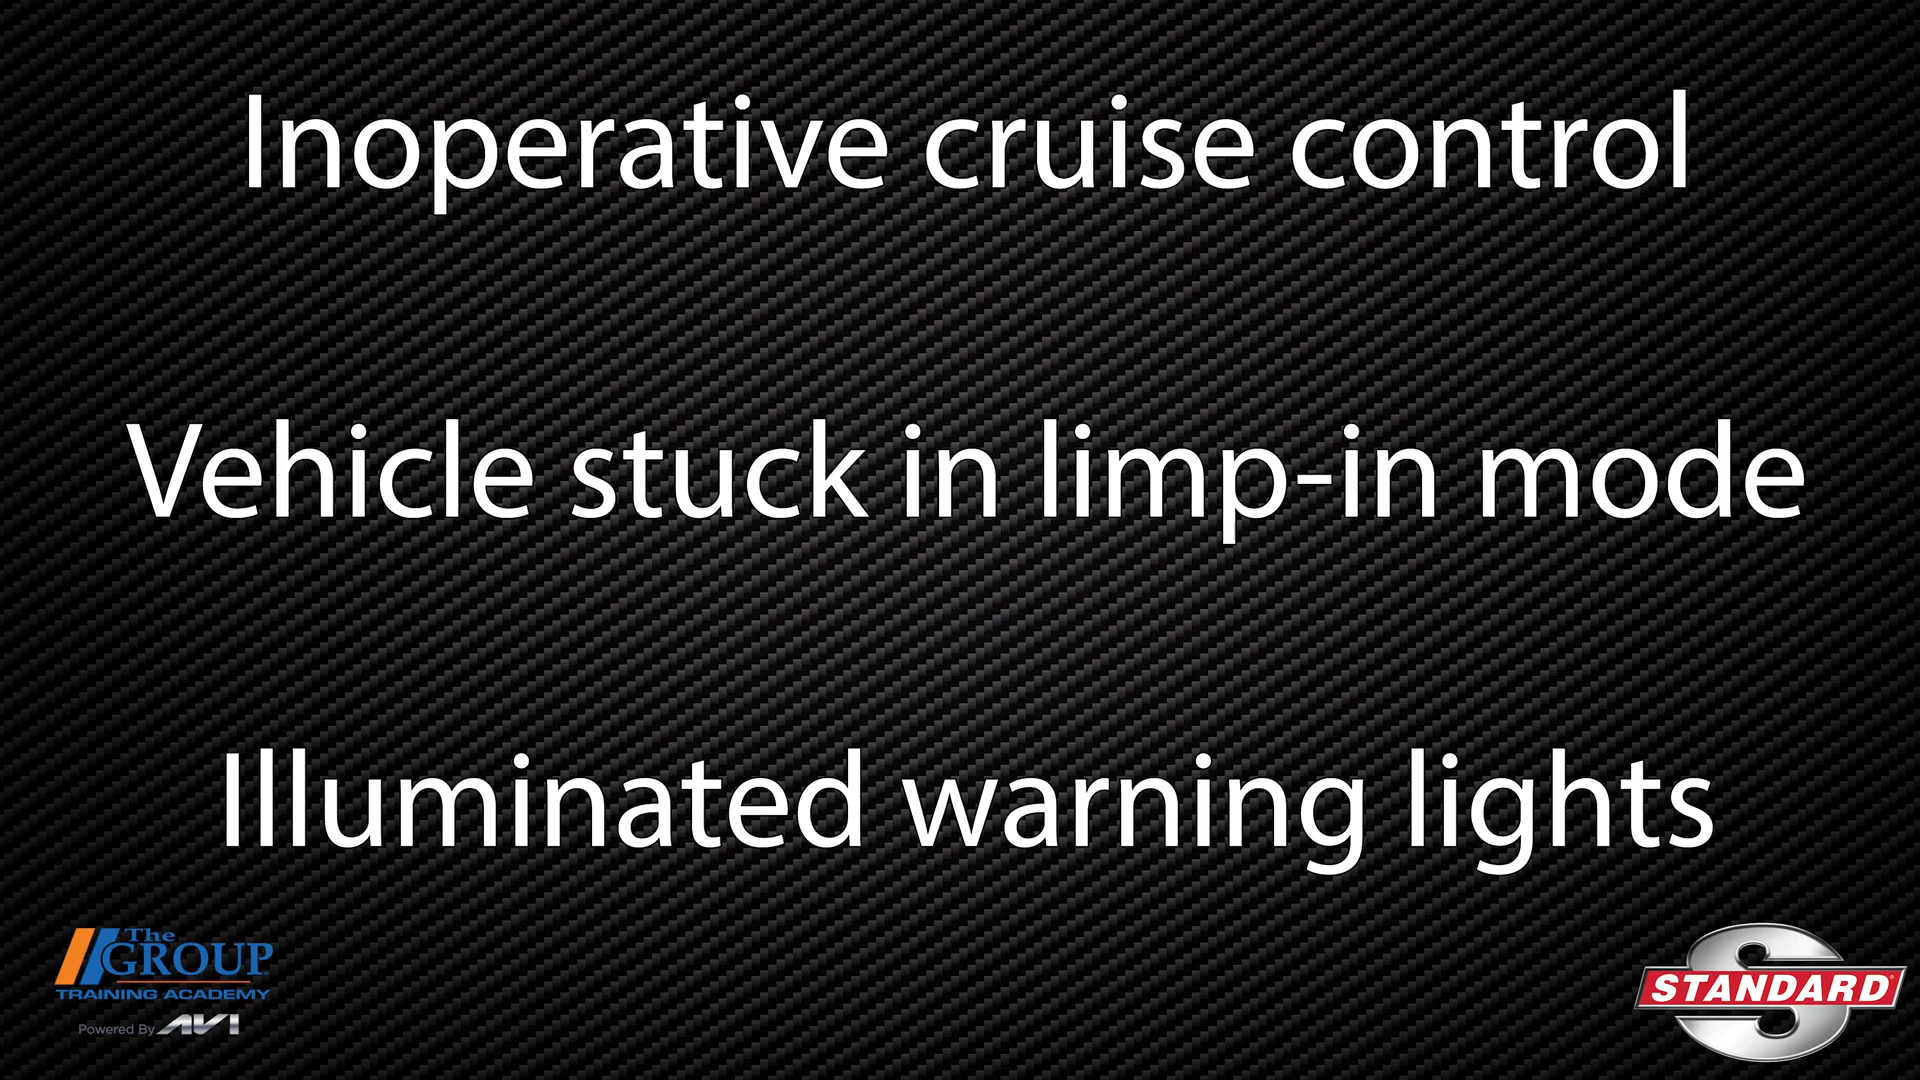 Inoperative cruise control
Vehicle stuck in limp-in mode
Illuminated warning lights
The
GROUP
TRAINING ACADEMY
Powered By AVI
STANDARD